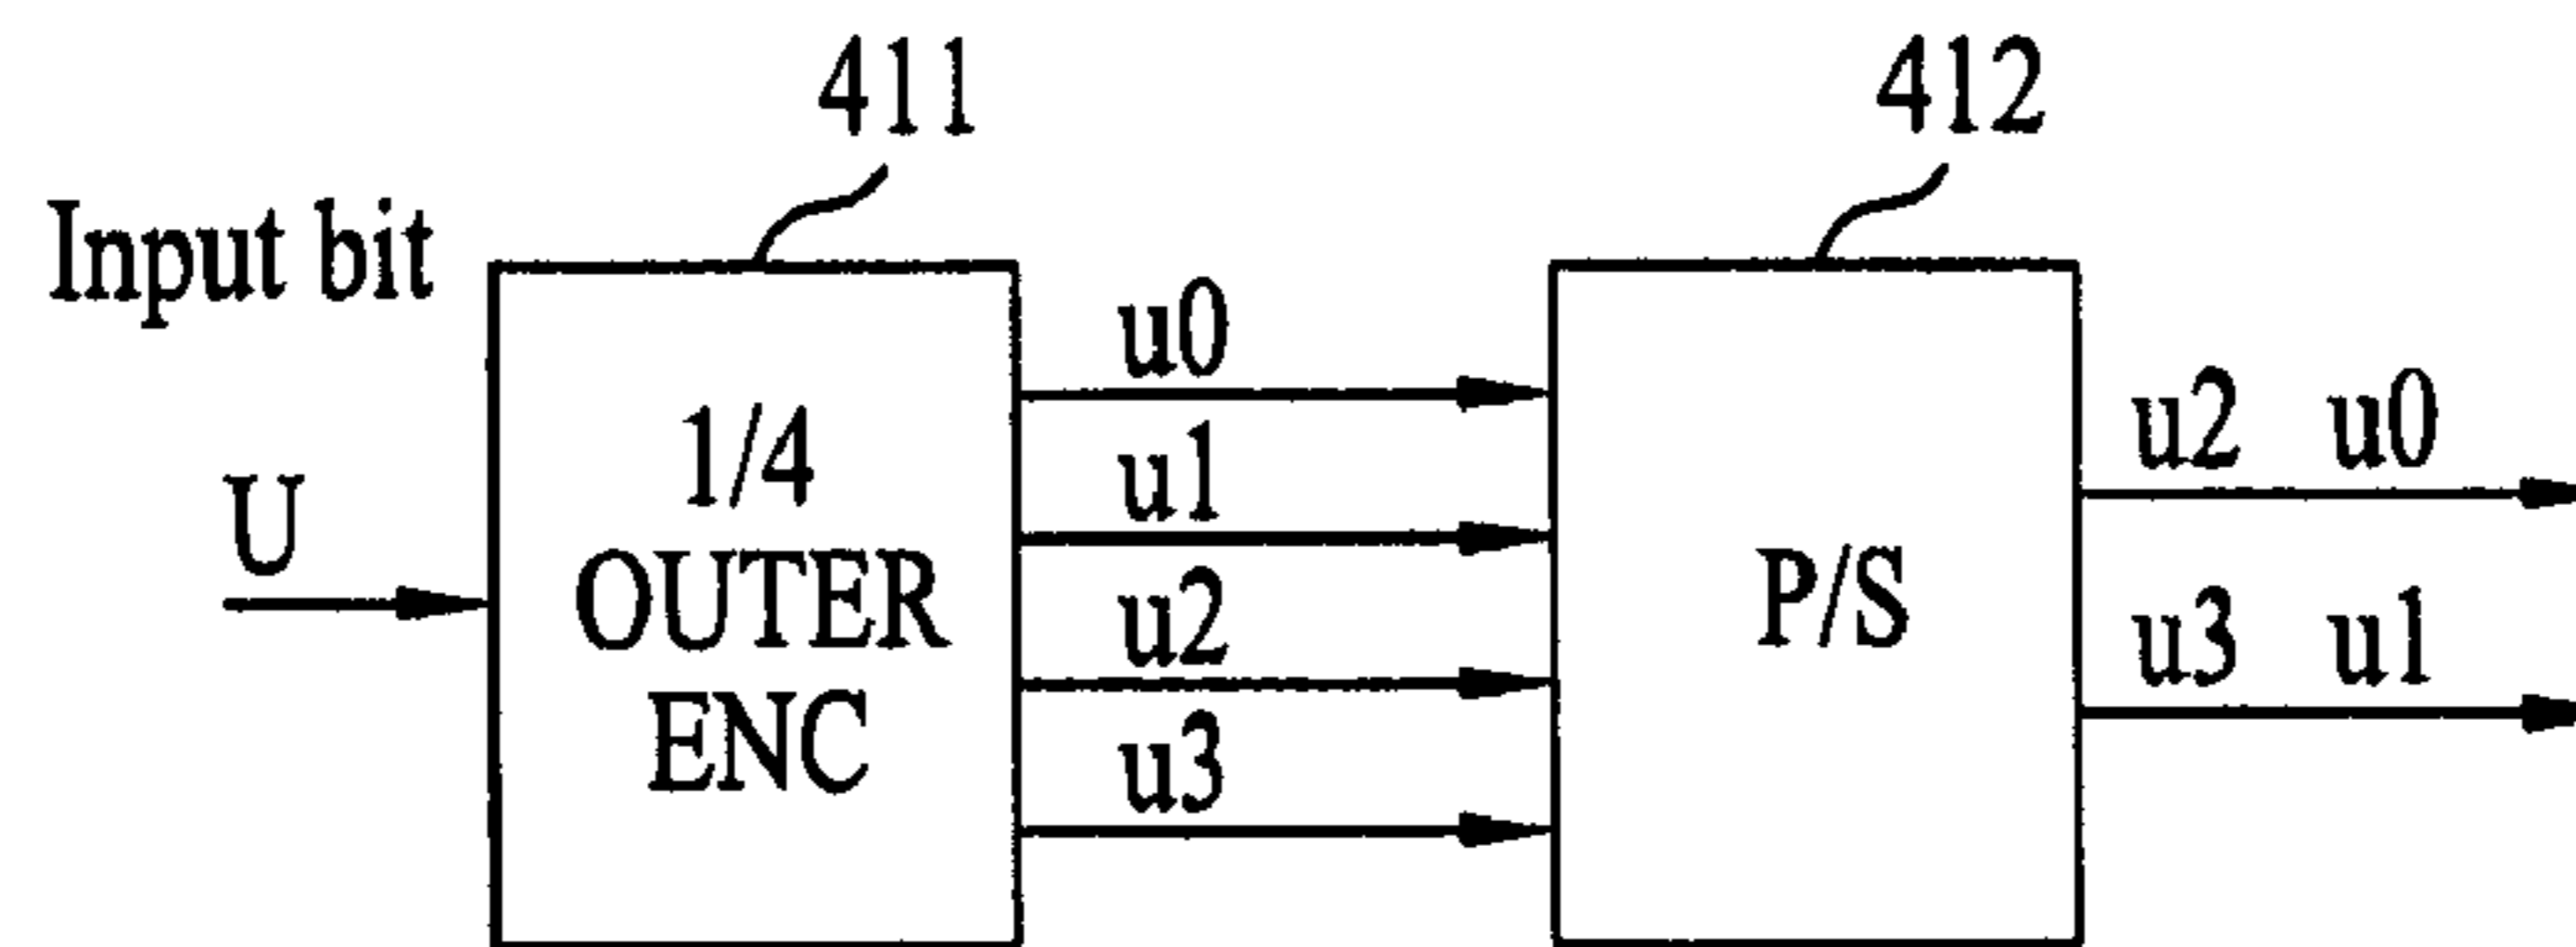 411
412
Input bit
U
1/4
OUTER
ENC
u0
u1
u2
u3
P/S
u2 u0
u3 u1